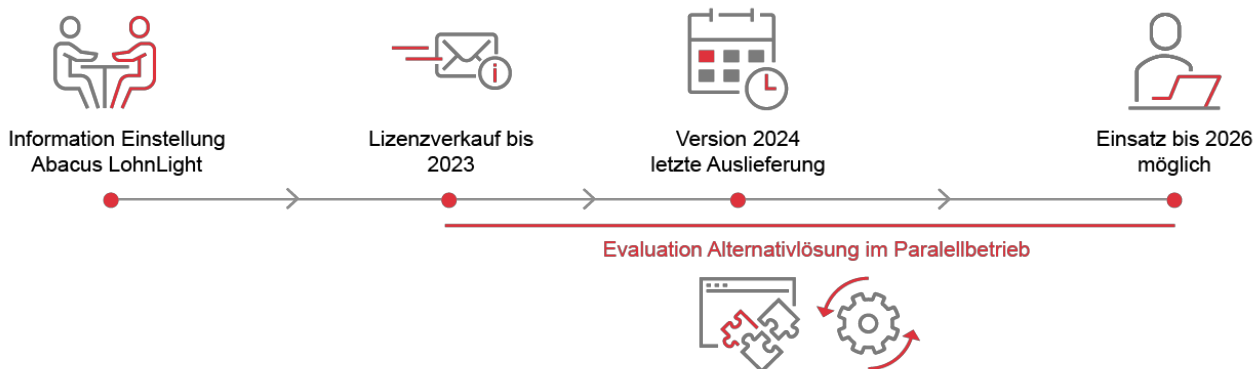 Information Einstellung
Abacus LohnLight
Lizenzverkauf bis
2023
Version 2024
letzte Auslieferung
Einsatz bis 2026
möglich
Evaluation Alternativlösung im Paralellbetrieb